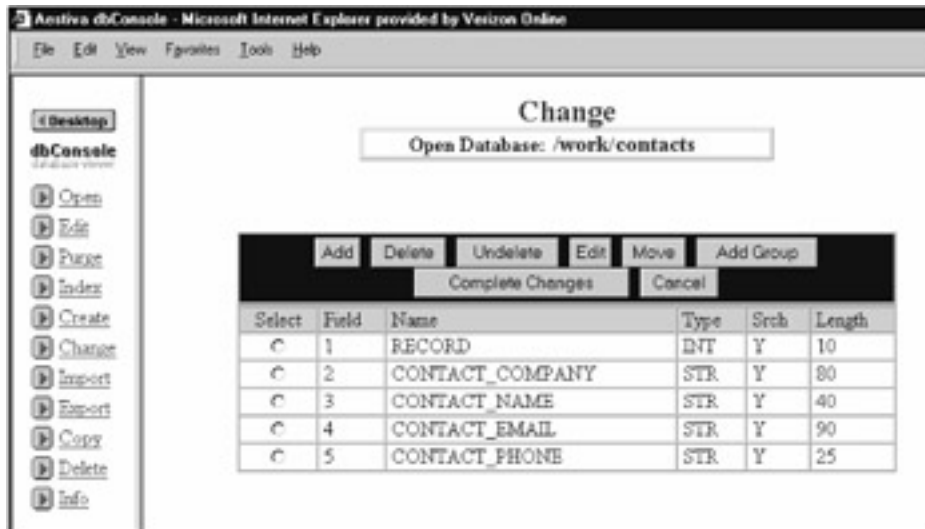 Aestiva dbConsole - Microsoft Internet Explorer provided by Verizon Online
File Edit View Favorites Tools Help
Desktop
dbConsole
database viewer
Open
Edit
Purge
Index
Create
Change
Import
Export
Copy
Delete
Info
Change
Open Database: /work/contacts
Add Delete Undelete Edit Move Add Group
Complete Changes Cancel
Select Field Name Type Srch Length
1 RECORD INT Y 10
2 CONTACT_COMPANY STR Y 80
3 CONTACT_NAME STR Y 40
4 CONTACT_EMAIL STR Y 90
5 CONTACT_PHONE STR Y 25